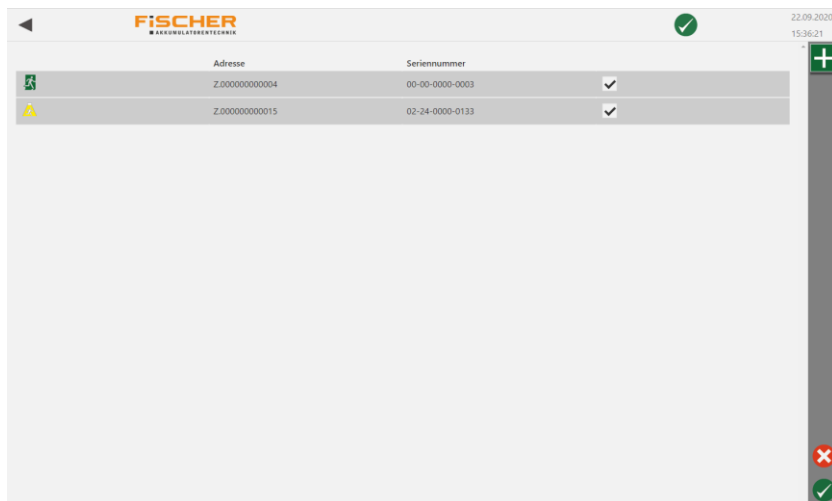 FiSCHER
AKKUMULATORENTECHNIK
22.09.2020
15:36:21
Adresse Seriennummer
Z.000000000004 00-00-0000-0003
Z.000000000015 02-24-0000-0133